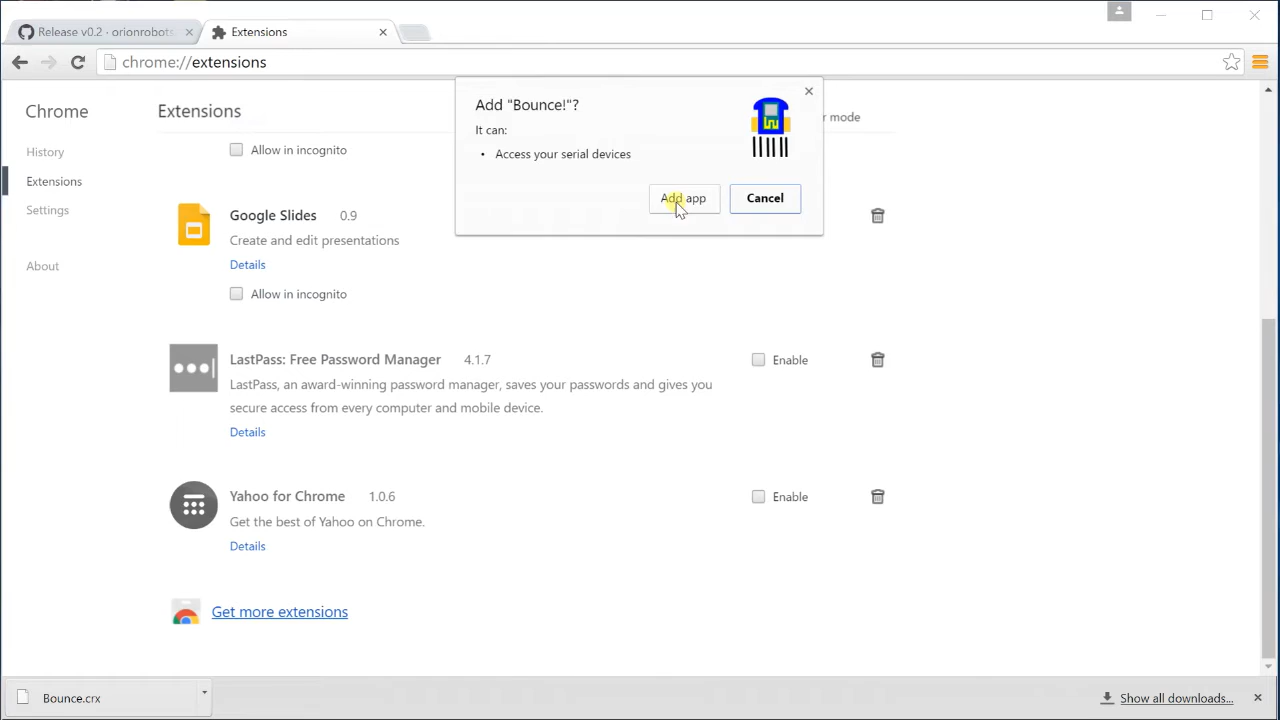 Release v0.2 · orionrobots
Extensions
chrome://extensions
Chrome
History
Extensions
Settings
About
Extensions
r mode
Allow in incognito
Google Slides 0.9
Create and edit presentations
Details
Allow in incognito
LastPass: Free Password Manager 4.1.7 Enable
LastPass, an award-winning password manager, saves your passwords and gives you
secure access from every computer and mobile device.
Details
Yahoo for Chrome 1.0.6 Enable
Get the best of Yahoo on Chrome.
Details
Get more extensions
Add "Bounce!"?
It can:
• Access your serial devices
Add app Cancel
Bounce.crx
Show all downloads...